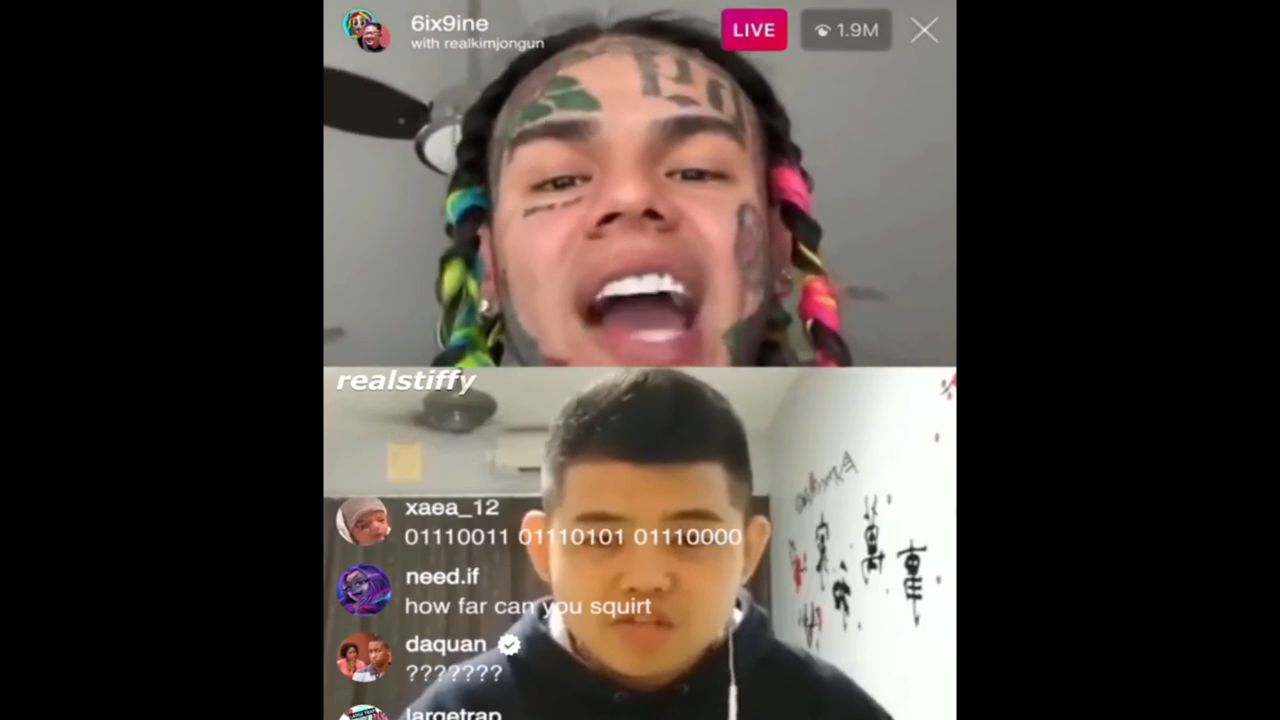 6ix9ine
with realkimjongun
LIVE
1.9M
realstiffy
xaea_12
01110011 01110101 01110000
need.if
how far can you squirt
daquan
???????
largetrap